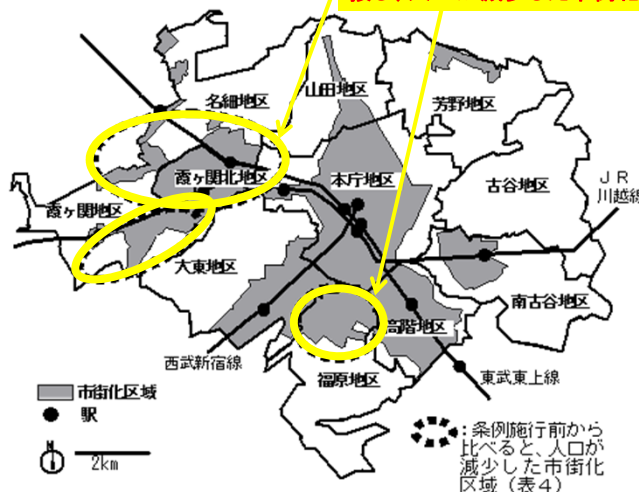 名細地区
山田地区
芳野地区
霞ヶ関北地区
本庁地区
古谷地区
JR
川越線
霞ヶ関地区
大東地区
南古谷地区
高階地区
西武新宿線
福原地区
東武東上線
市街化区域
駅
2km
:条例施行前から
比べると、人口が
減少した市街化
区域(表4)